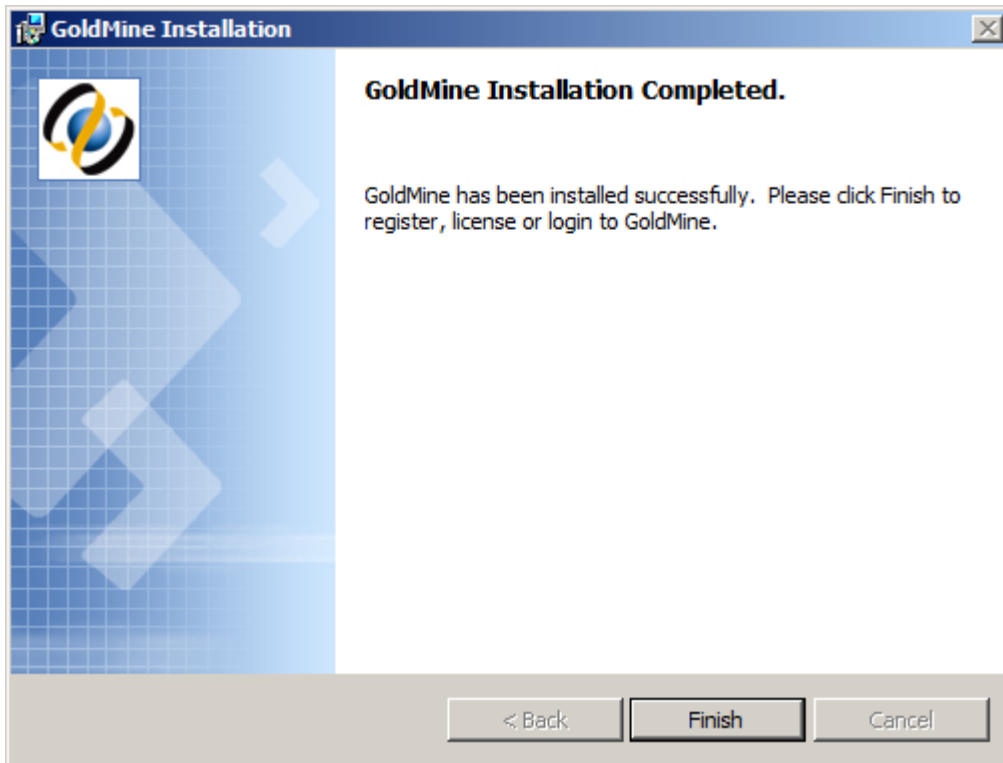 GoldMine Installation
GoldMine Installation Completed.
GoldMine has been installed successfully.  Please click Finish to
register, license or login to GoldMine.
< Back
Finish
Cancel